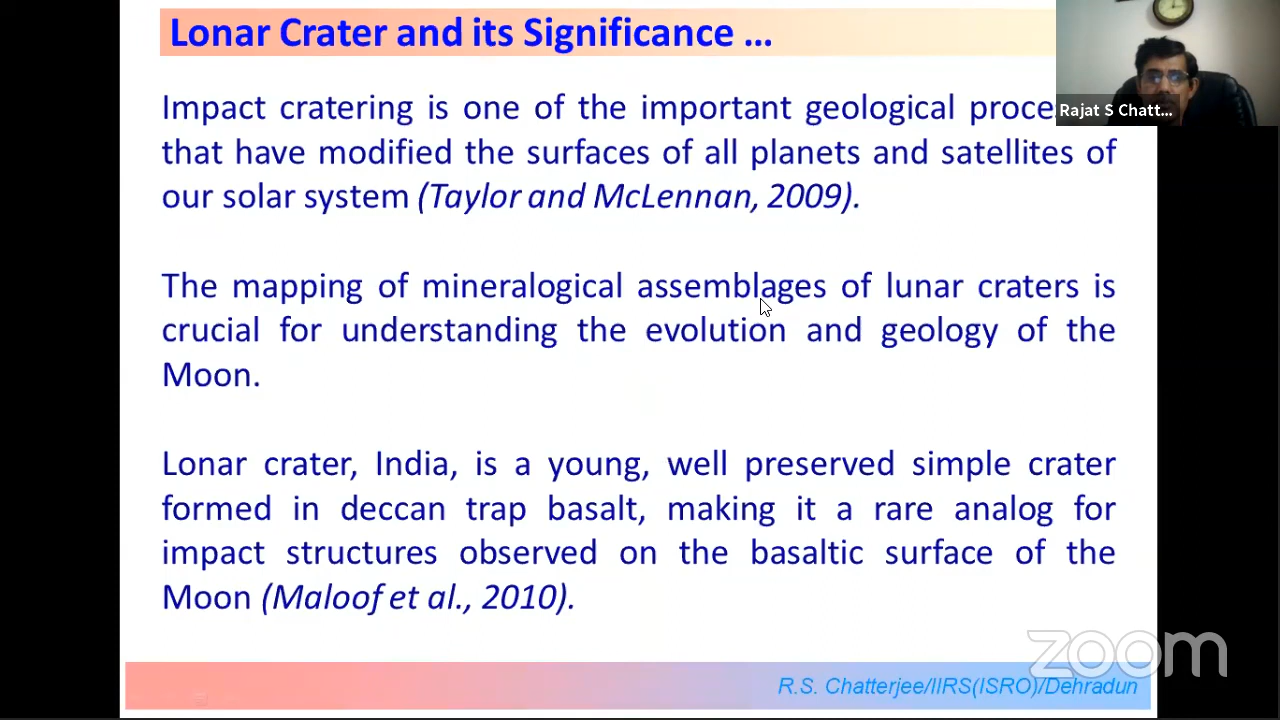 Lonar Crater and its Significance ...
Rajat S Chatt...
Impact cratering is one of the important geological
that have modified the surfaces of all planets and satellites of
our solar system (Taylor and McLennan, 2009).
The mapping of mineralogical assemblages of lunar craters is
crucial for understanding the evolution and geology of the
Moon.
Lonar crater, India, is a young, well preserved simple crater
formed in deccan trap basalt, making it a rare analog for
impact structures observed on the basaltic surface of the
Moon (Maloof et al., 2010).
zoom
R.S. Chatterjee/IIRS(ISRO)/Dehradun